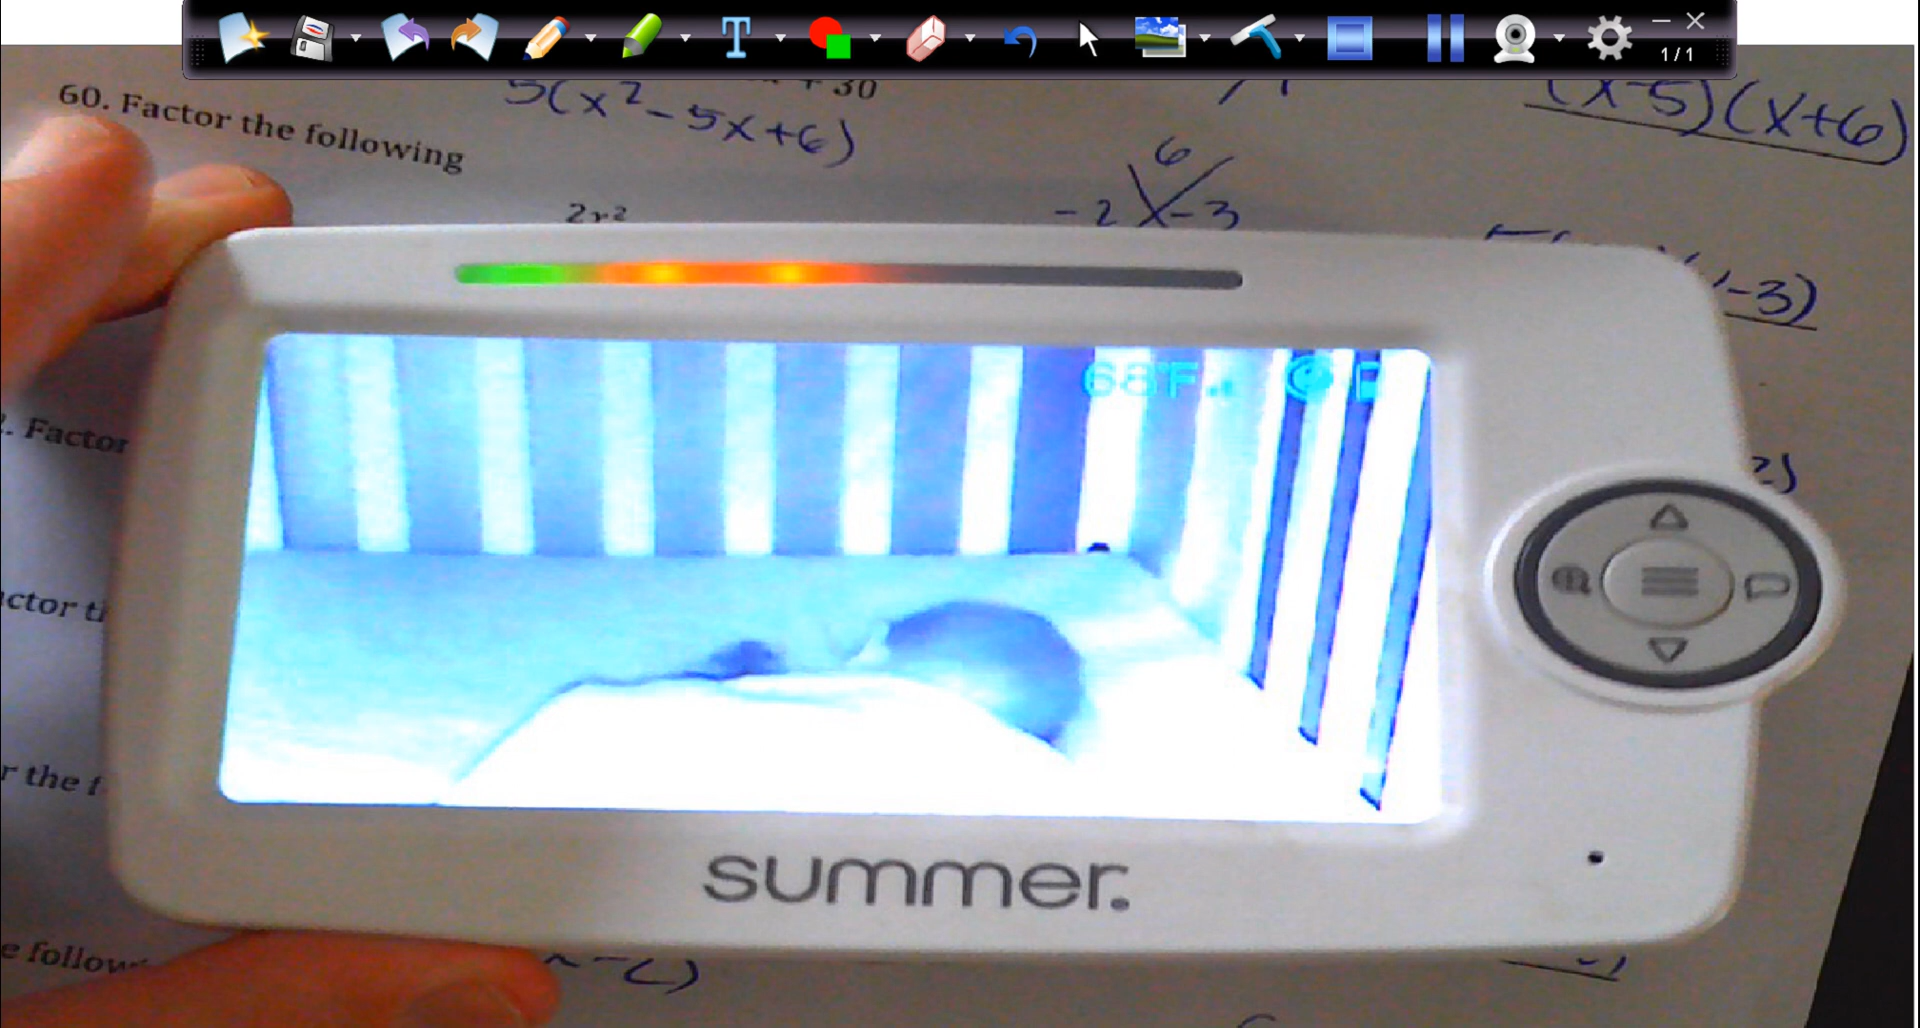 1/1
x + 30
60. Factor the following
5(x² - 5x + 6)
(x-5)(x+6)
6
-2 -3
2x²
-3)
68°F
. Factor
2)
ctor t
r the f
summer.
e follow